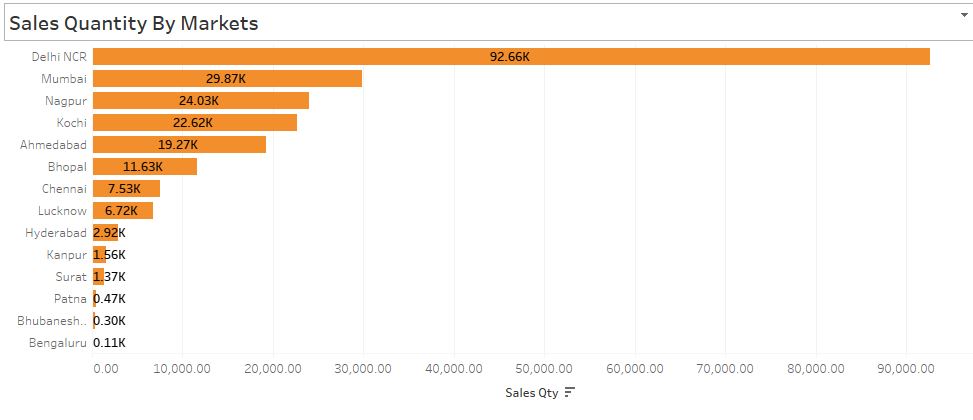 Sales Quantity By Markets
Delhi NCR 92.66K
Mumbai 29.87K
Nagpur 24.03K
Kochi 22.62K
Ahmedabad 19.27K
Bhopal 11.63K
Chennai 7.53K
Lucknow 6.72K
Hyderabad 2.92K
Kanpur 1.56K
Surat 1.37K
Patna 0.47K
Bhubanesh.. 0.30K
Bengaluru 0.11K
0.00 10,000.00 20,000.00 30,000.00 40,000.00 50,000.00 60,000.00 70,000.00 80,000.00 90,000.00
Sales Qty